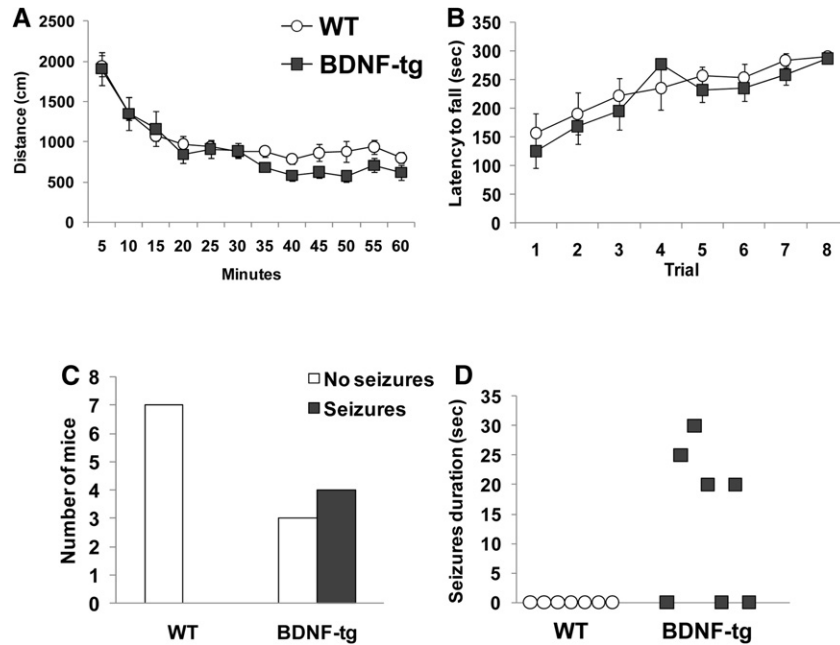 A
WT
BDNF-tg
2500
2000
1500
1000
500
0
Distance (cm)
5 10 15 20 25 30 35 40 45 50 55 60
Minutes
B
350
300
250
200
150
100
50
0
Latency to fall (sec)
1 2 3 4 5 6 7 8
Trial
C
No seizures
Seizures
8
7
6
5
4
3
2
1
0
Number of mice
WT BDNF-tg
D
35
30
25
20
15
10
5
0
Seizures duration (sec)
WT BDNF-tg